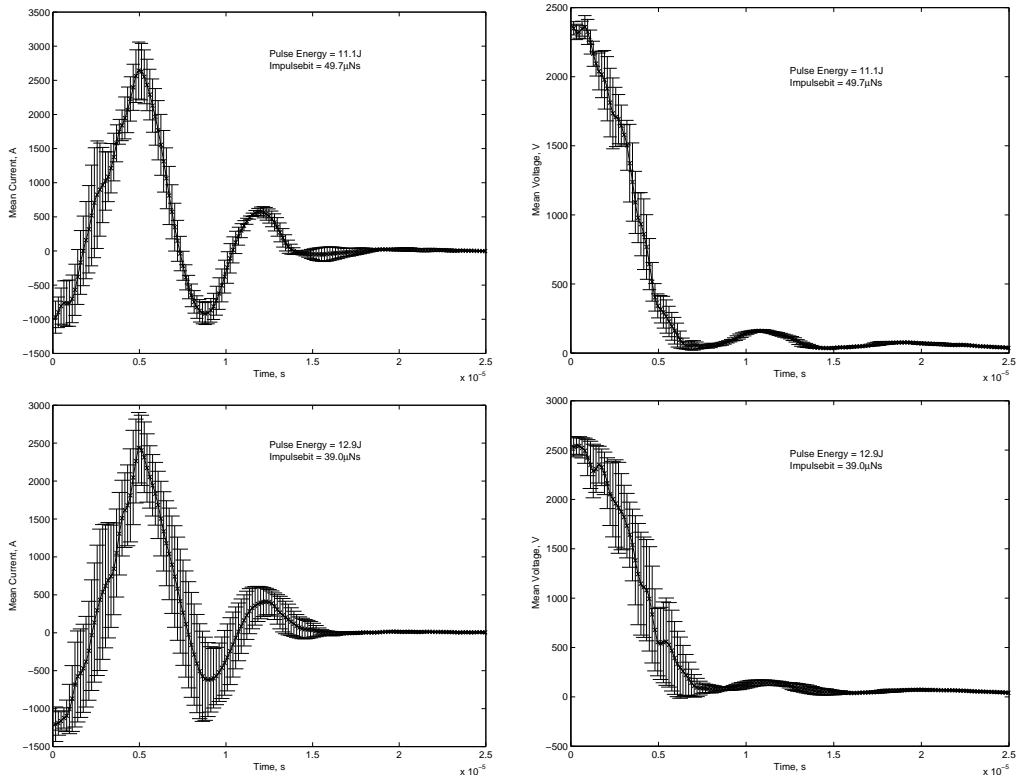 3500
3000
2500
2000
1500
1000
500
0
−500
−1000
−1500
Mean Current, A
Pulse Energy = 11.1J
Impulsebit = 49.7μNs
0 0.5 1 1.5 2 2.5
Time, s
x 10⁻⁵
2500
2000
1500
1000
500
0
Mean Voltage, V
Pulse Energy = 11.1J
Impulsebit = 49.7μNs
0 0.5 1 1.5 2 2.5
Time, s
x 10⁻⁵
3000
2500
2000
1500
1000
500
0
−500
−1000
−1500
Mean Current, A
Pulse Energy = 12.9J
Impulsebit = 39.0μNs
0 0.5 1 1.5 2 2.5
Time, s
x 10⁻⁵
3000
2500
2000
1500
1000
500
0
−500
Mean Voltage, V
Pulse Energy = 12.9J
Impulsebit = 39.0μNs
0 0.5 1 1.5 2 2.5
Time, s
x 10⁻⁵